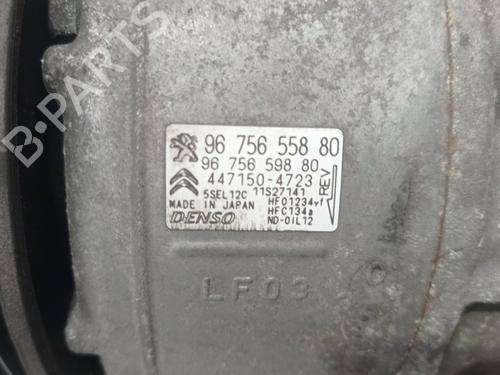 B-PARTS
96 756 558 80
96 756 598 80
447150-4723
5SEL12C 11S27141
MADE IN JAPAN HF01234yf
HFC134a
DENSO ND-OIL12
REV
LF03